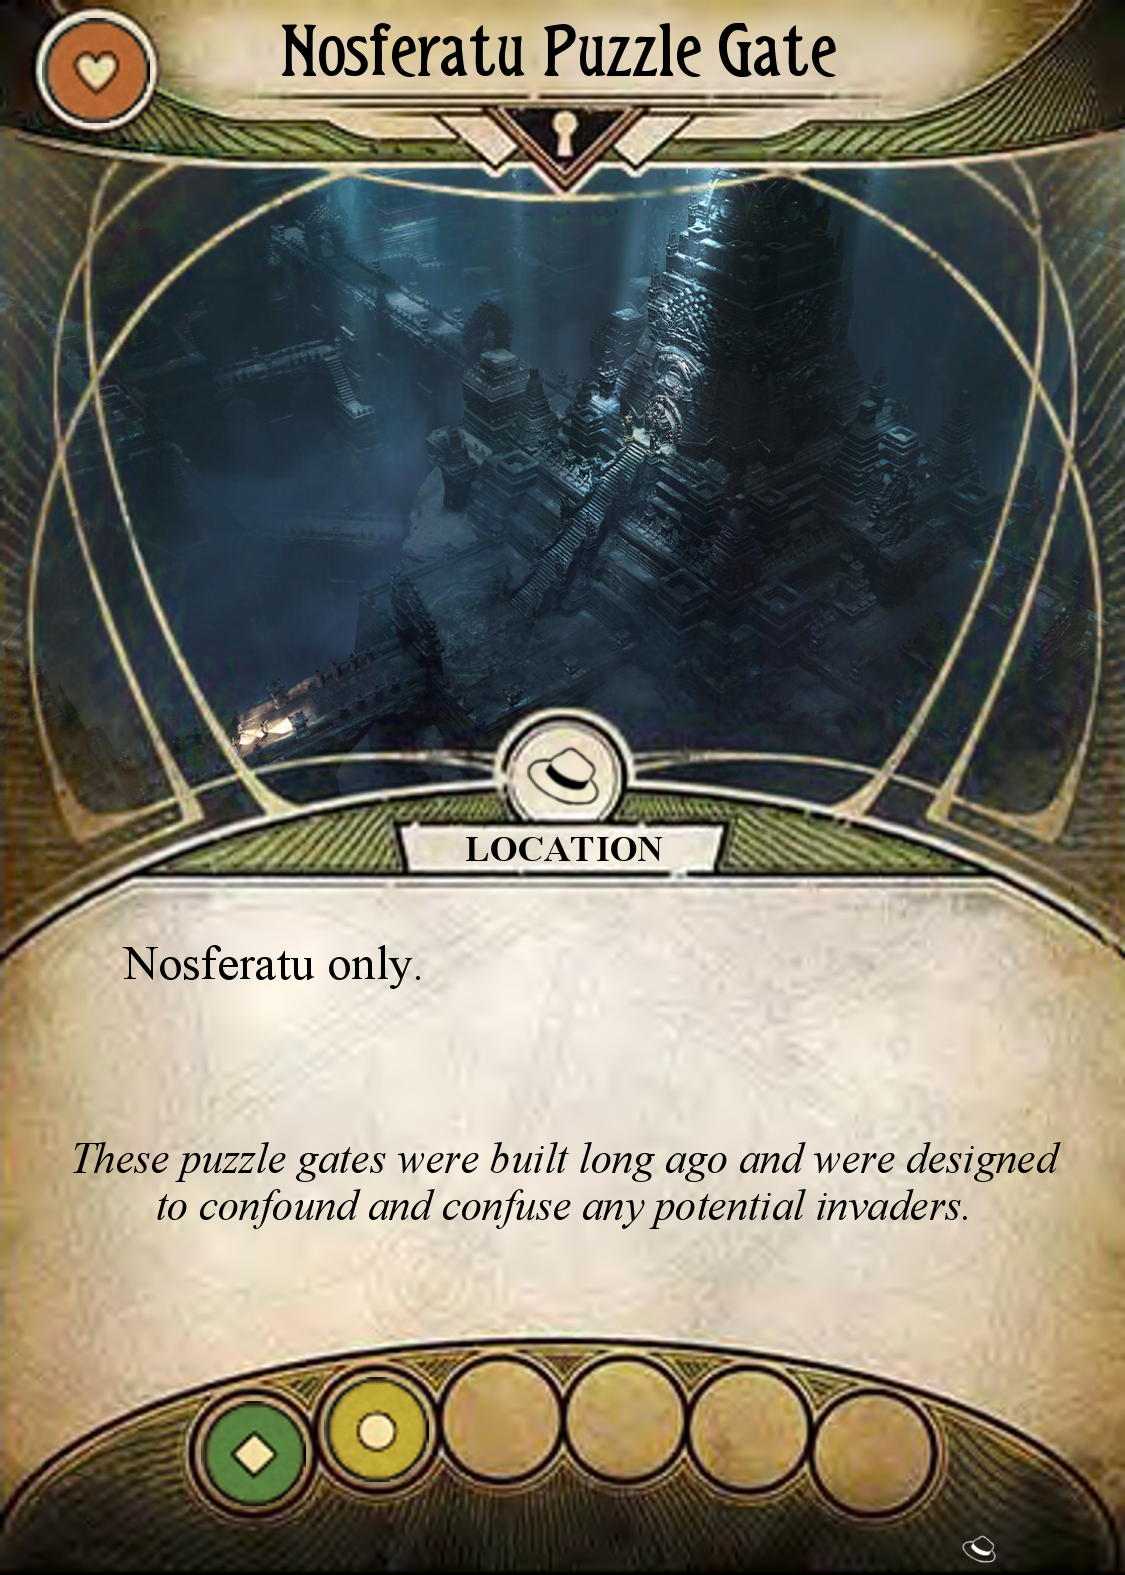 Nosferatu Puzzle Gate
LOCATION
Nosferatu only.
These puzzle gates were built long ago and were designed
to confound and confuse any potential invaders.